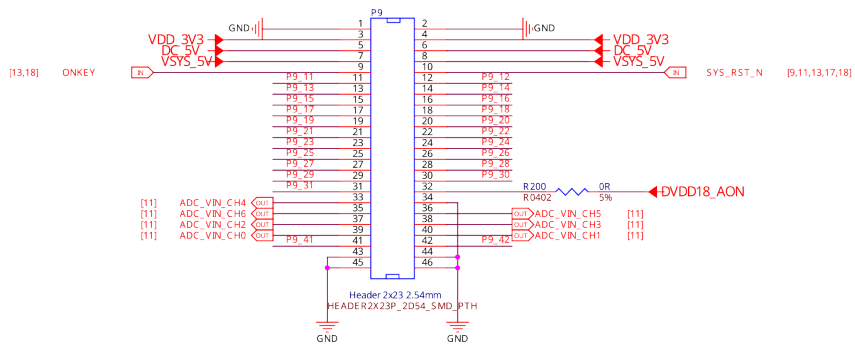 P9
GND 1 2 GND
VDD_3V3 3 4 VDD_3V3
DC_5V 5 6 DC_5V
VSYS_5V 7 8 VSYS_5V
[13,18] ONKEY IN 9 10 IN SYS_RST_N [9,11,13,17,18]
P9_11 11 12 P9_12
P9_13 13 14 P9_14
P9_15 15 16 P9_16
P9_17 17 18 P9_18
P9_19 19 20 P9_20
P9_21 21 22 P9_22
P9_23 23 24 P9_24
P9_25 25 26 P9_26
P9_27 27 28 P9_28
P9_29 29 30 P9_30
P9_31 31 32 R200 0R DVDD18_AON
R0402 5%
[11] ADC_VIN_CH4 OUT 33 34
[11] ADC_VIN_CH6 OUT 35 36 OUT ADC_VIN_CH5 [11]
[11] ADC_VIN_CH2 OUT 37 38 OUT ADC_VIN_CH3 [11]
[11] ADC_VIN_CH0 OUT 39 40 OUT ADC_VIN_CH1 [11]
P9_41 41 42 P9_42
43 44
45 46
Header 2x23 2.54mm
HEADER2X23P_2D54_SMD_PTH
GND GND